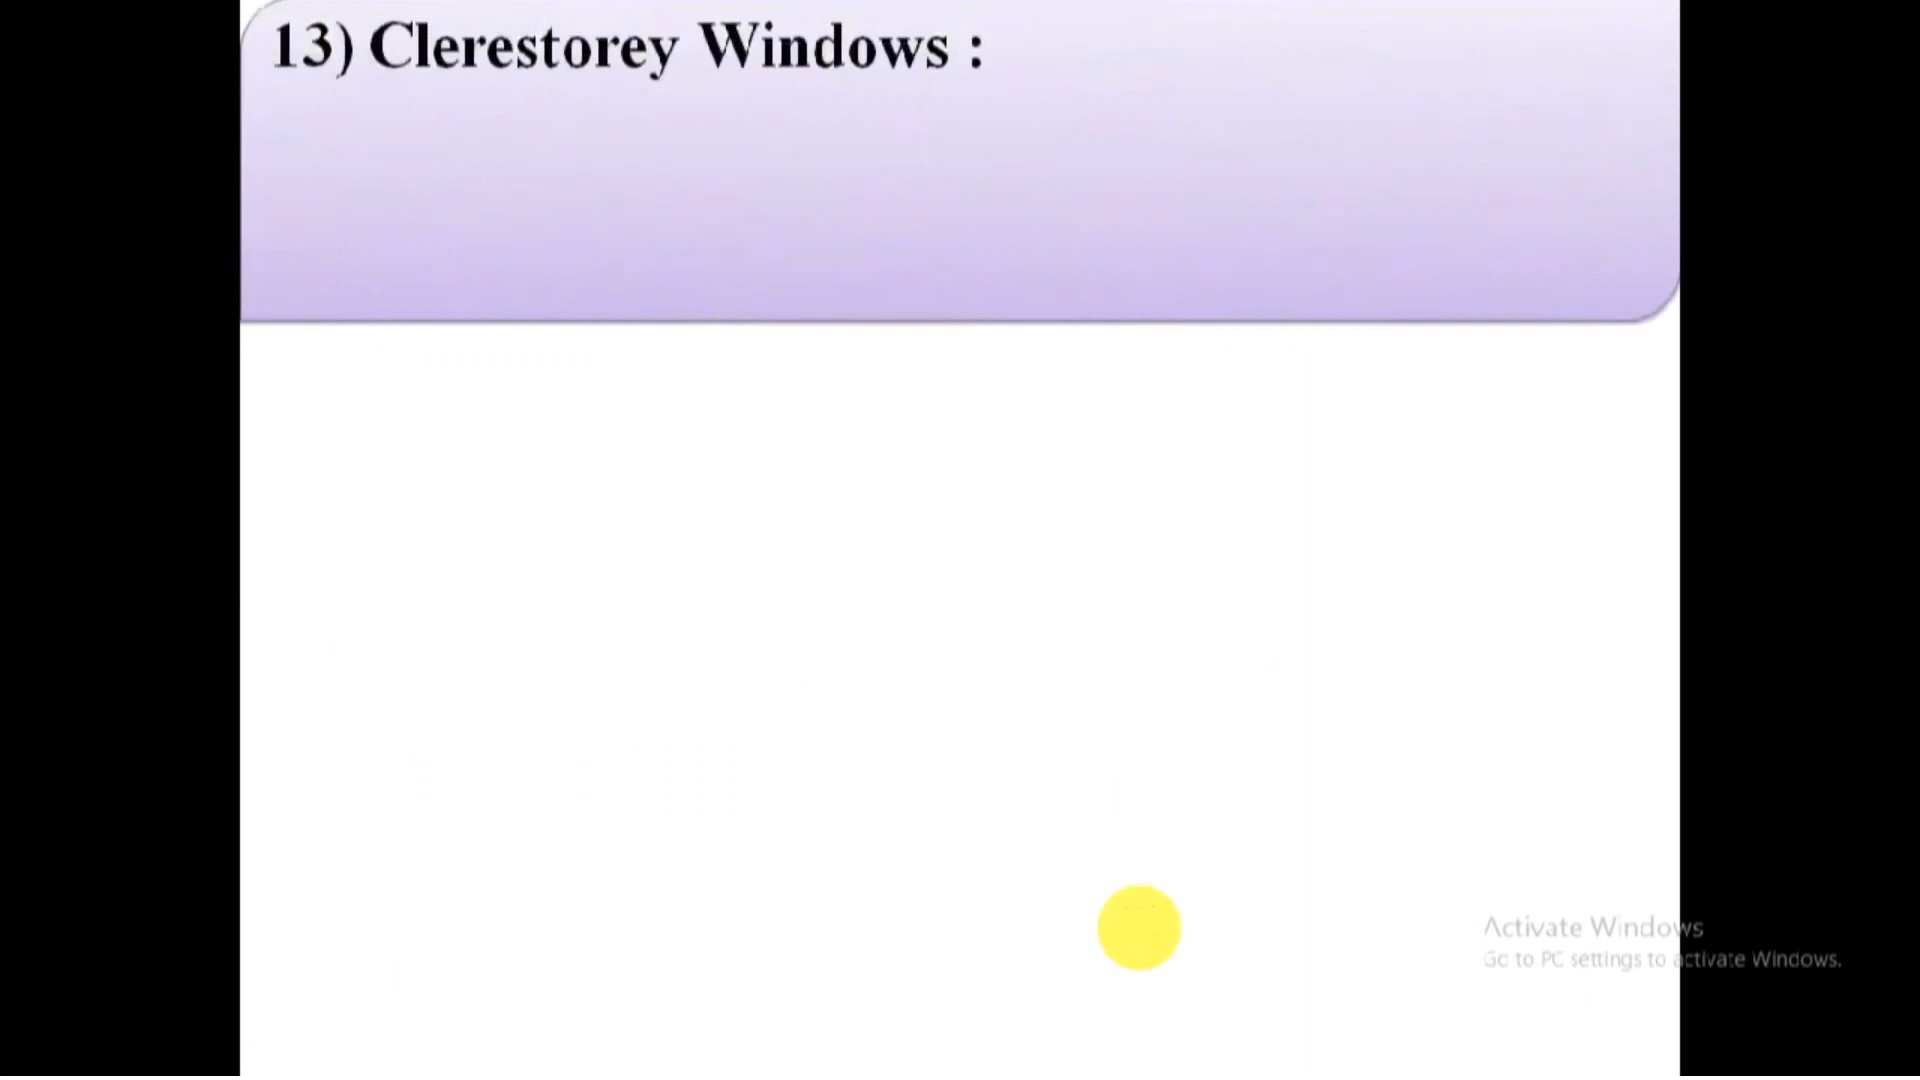 13) Clerestorey Windows :
Activate Windows
Go to PC settings to activate Windows.